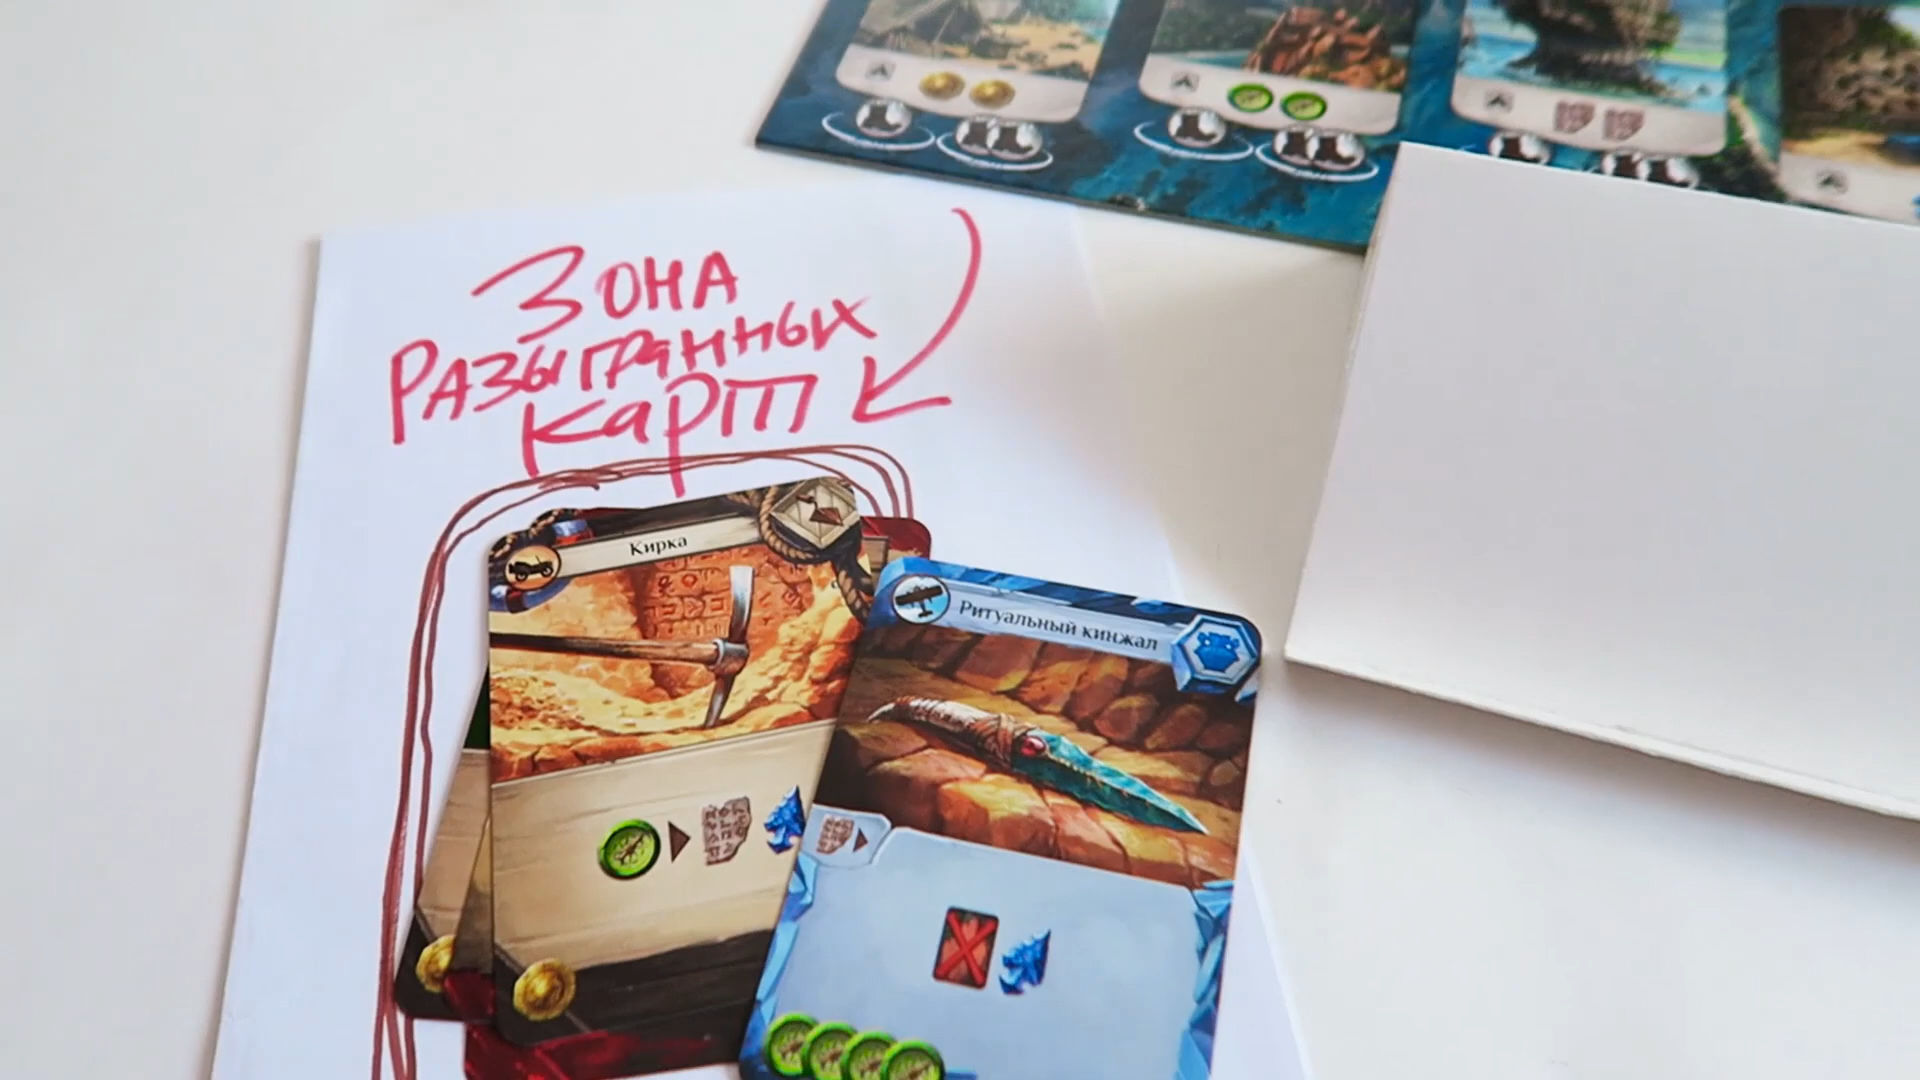 Зона
разыгранных
карт
Кирка
Ритуальный кинжал